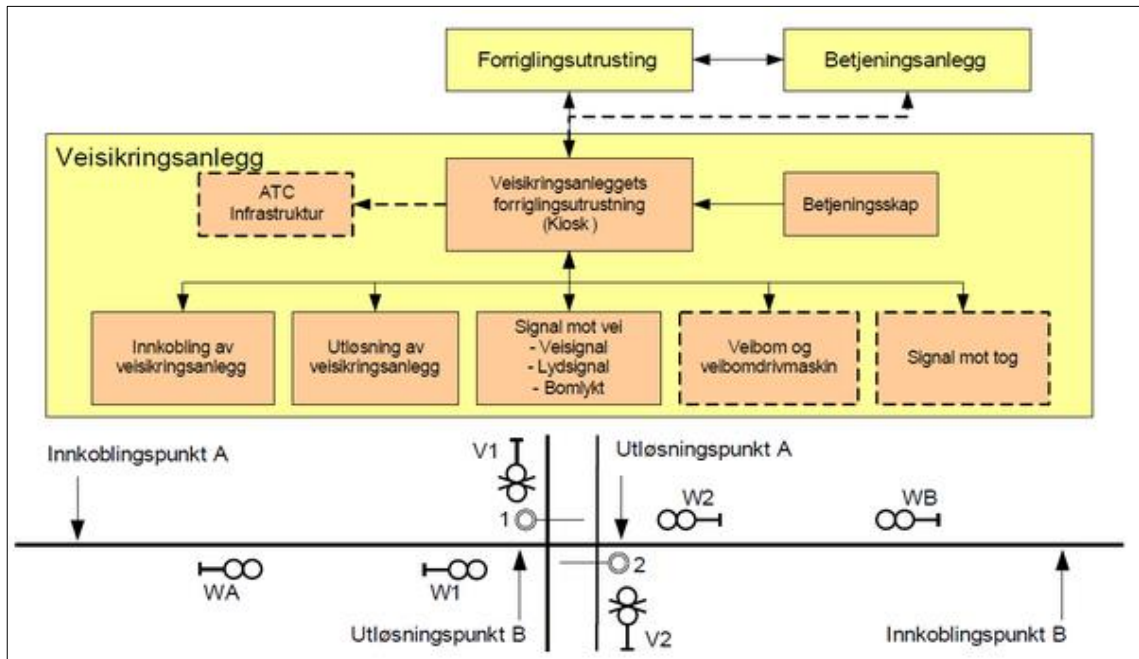 Forriglingsutrusting
Betjeningsanlegg
Veisikringsanlegg
ATC
Infrastruktur
Veisikringsanleggets
forriglingsutrustning
(Kiosk)
Betjeningsskap
Innkobling av
veisikringsanlegg
Utløsning av
veisikringsanlegg
Signal mot vei
- Veisignal
- Lydsignal
- Bomlykt
Veibom og
veibomdrivmaskin
Signal mot tog
Innkoblingspunkt A
V1
Utløsningspunkt A
W2
WB
1
2
WA
W1
Utløsningspunkt B
V2
Innkoblingspunkt B